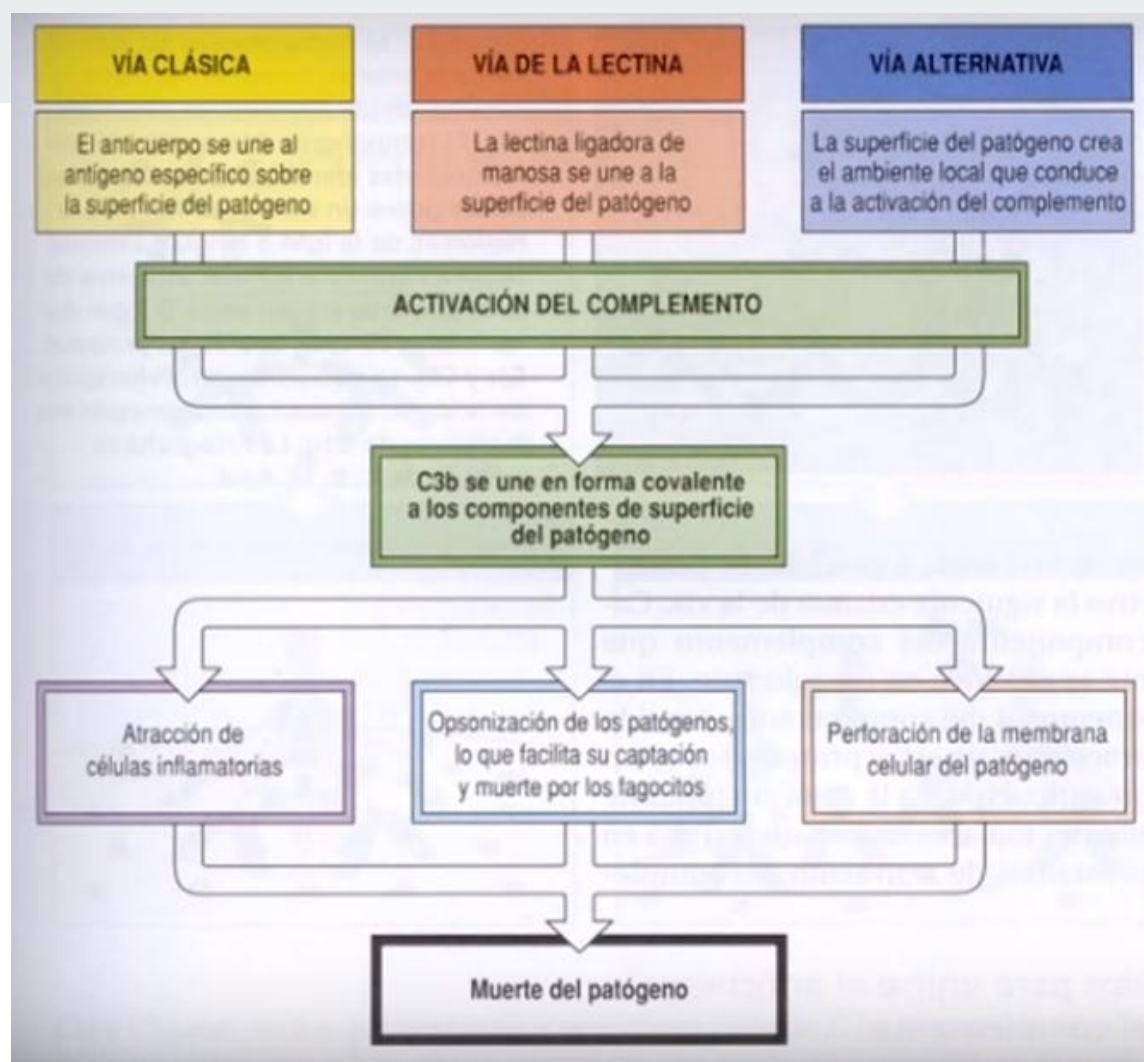 VÍA CLÁSICA
El anticuerpo se une al
antígeno específico sobre
la superficie del patógeno
VÍA DE LA LECTINA
La lectina ligadora de
manosa se une a la
superficie del patógeno
VÍA ALTERNATIVA
La superficie del patógeno crea
el ambiente local que conduce
a la activación del complemento
ACTIVACIÓN DEL COMPLEMENTO
C3b se une en forma covalente
a los componentes de superficie
del patógeno
Atracción de
células inflamatorias
Opsonización de los patógenos,
lo que facilita su captación
y muerte por los fagocitos
Perforación de la membrana
celular del patógeno
Muerte del patógeno